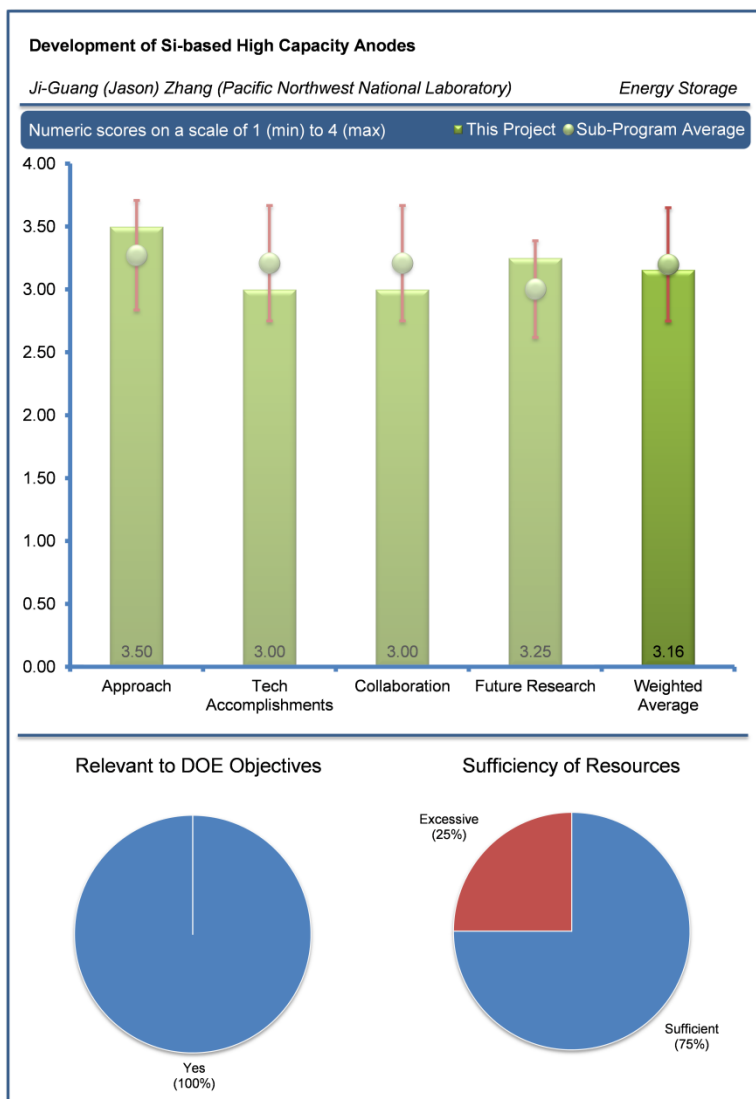 Development of Si-based High Capacity Anodes
Ji-Guang (Jason) Zhang (Pacific Northwest National Laboratory) Energy Storage
Numeric scores on a scale of 1 (min) to 4 (max) This Project Sub-Program Average
4.00
3.50
3.00
2.50
2.00
1.50
1.00
0.50
0.00
3.50 3.00 3.00 3.25 3.16
Approach Tech Collaboration Future Research Weighted
Accomplishments Average
Relevant to DOE Objectives Sufficiency of Resources
Excessive
(25%)
Sufficient
(75%)
Yes
(100%)